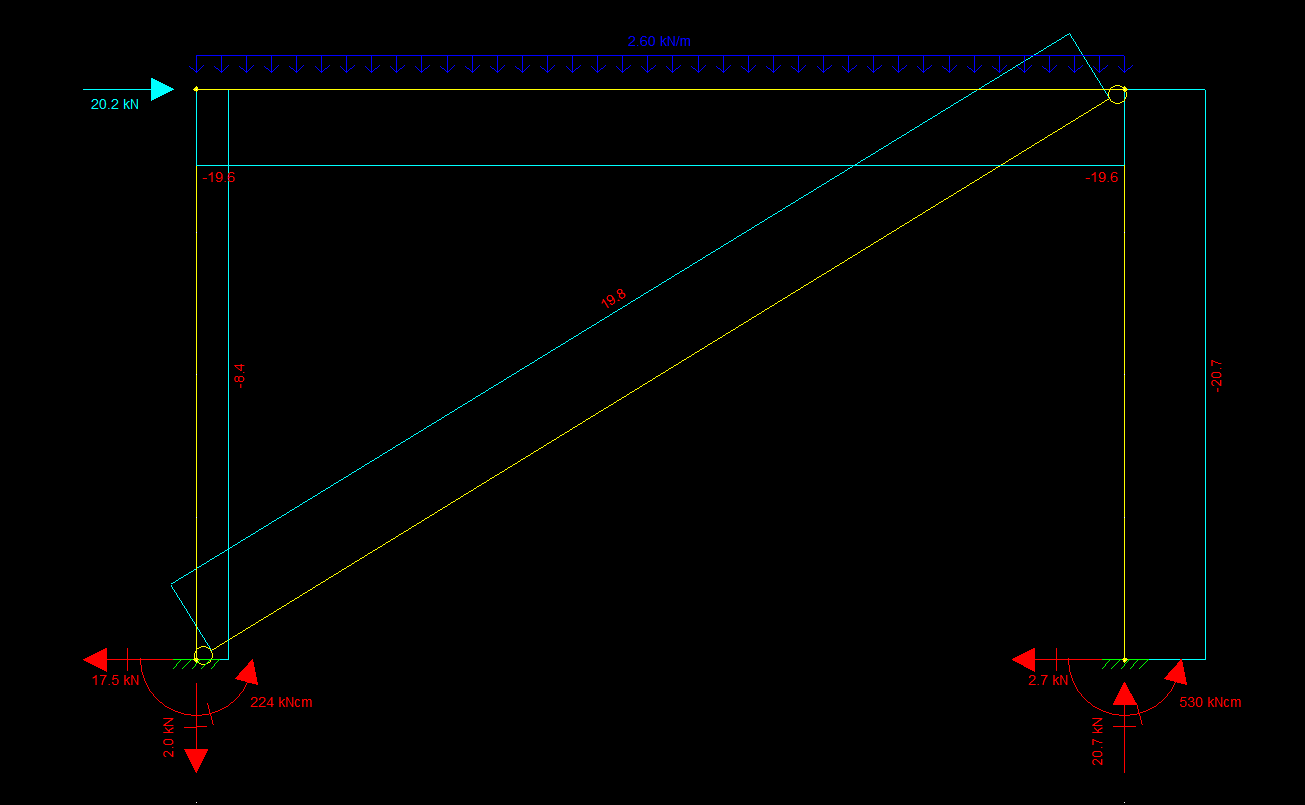 2.60 kN/m
20.2 kN
-19.6
-19.6
19.8
-8.4
-20.7
17.5 kN
224 kNcm
2.0 kN
2.7 kN
530 kNcm
20.7 kN